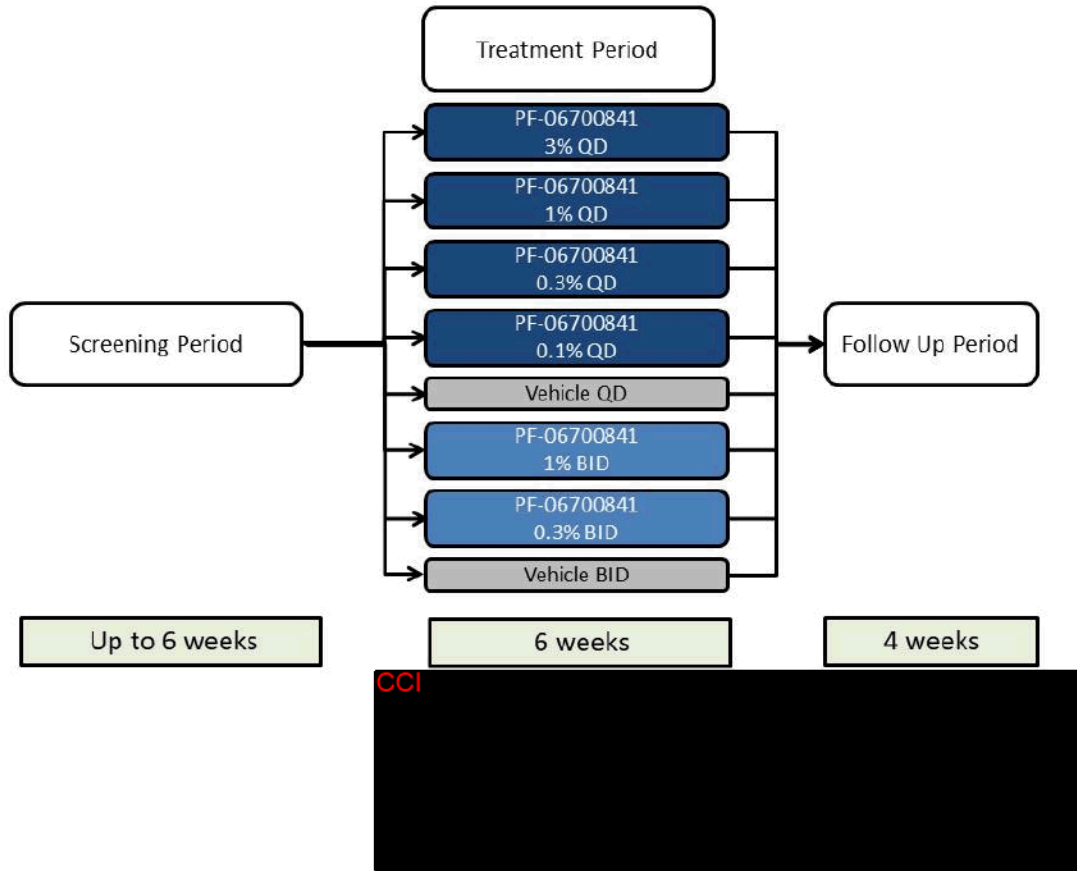 Treatment Period
PF-06700841
3% QD
PF-06700841
1% QD
PF-06700841
0.3% QD
PF-06700841
0.1% QD
Vehicle QD
PF-06700841
1% BID
PF-06700841
0.3% BID
Vehicle BID
Screening Period
Follow Up Period
Up to 6 weeks
6 weeks
4 weeks
CCI